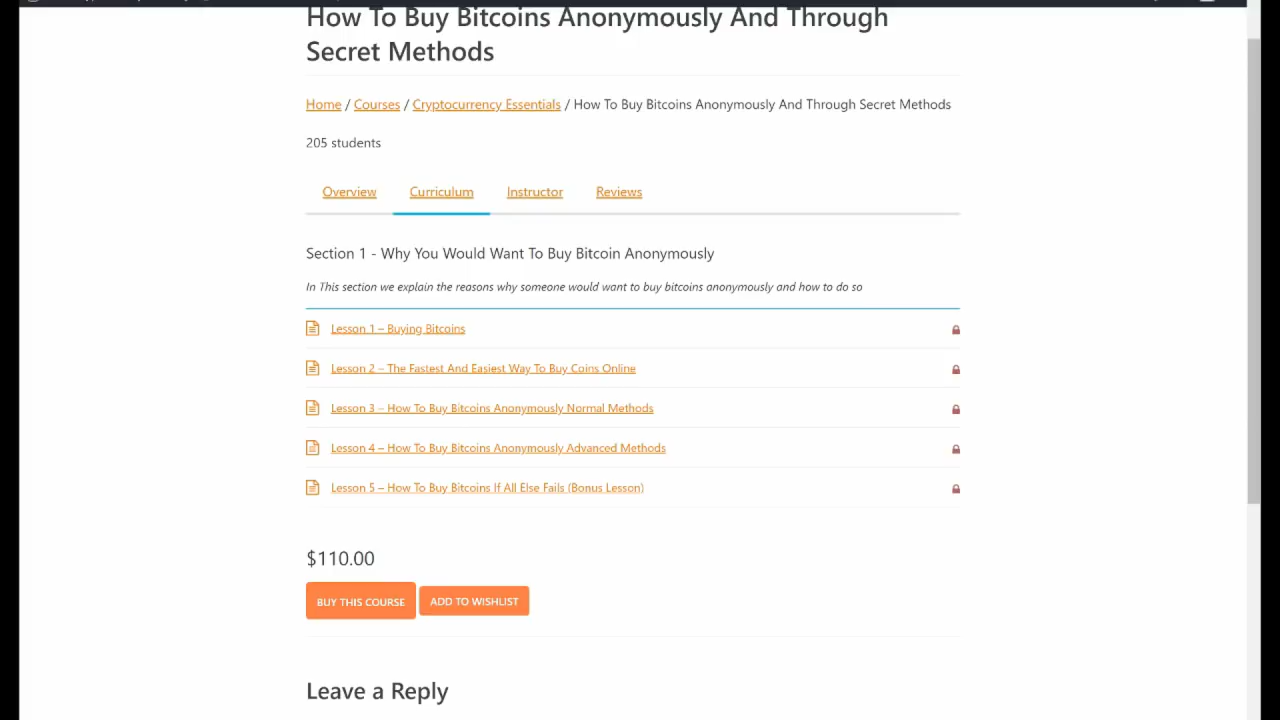 How To Buy Bitcoins Anonymously And Through
Secret Methods
Home / Courses / Cryptocurrency Essentials / How To Buy Bitcoins Anonymously And Through Secret Methods
205 students
Overview Curriculum Instructor Reviews
Section 1 - Why You Would Want To Buy Bitcoin Anonymously
In This section we explain the reasons why someone would want to buy bitcoins anonymously and how to do so
Lesson 1 – Buying Bitcoins
Lesson 2 – The Fastest And Easiest Way To Buy Coins Online
Lesson 3 – How To Buy Bitcoins Anonymously Normal Methods
Lesson 4 – How To Buy Bitcoins Anonymously Advanced Methods
Lesson 5 – How To Buy Bitcoins If All Else Fails (Bonus Lesson)
$110.00
BUY THIS COURSE ADD TO WISHLIST
Leave a Reply